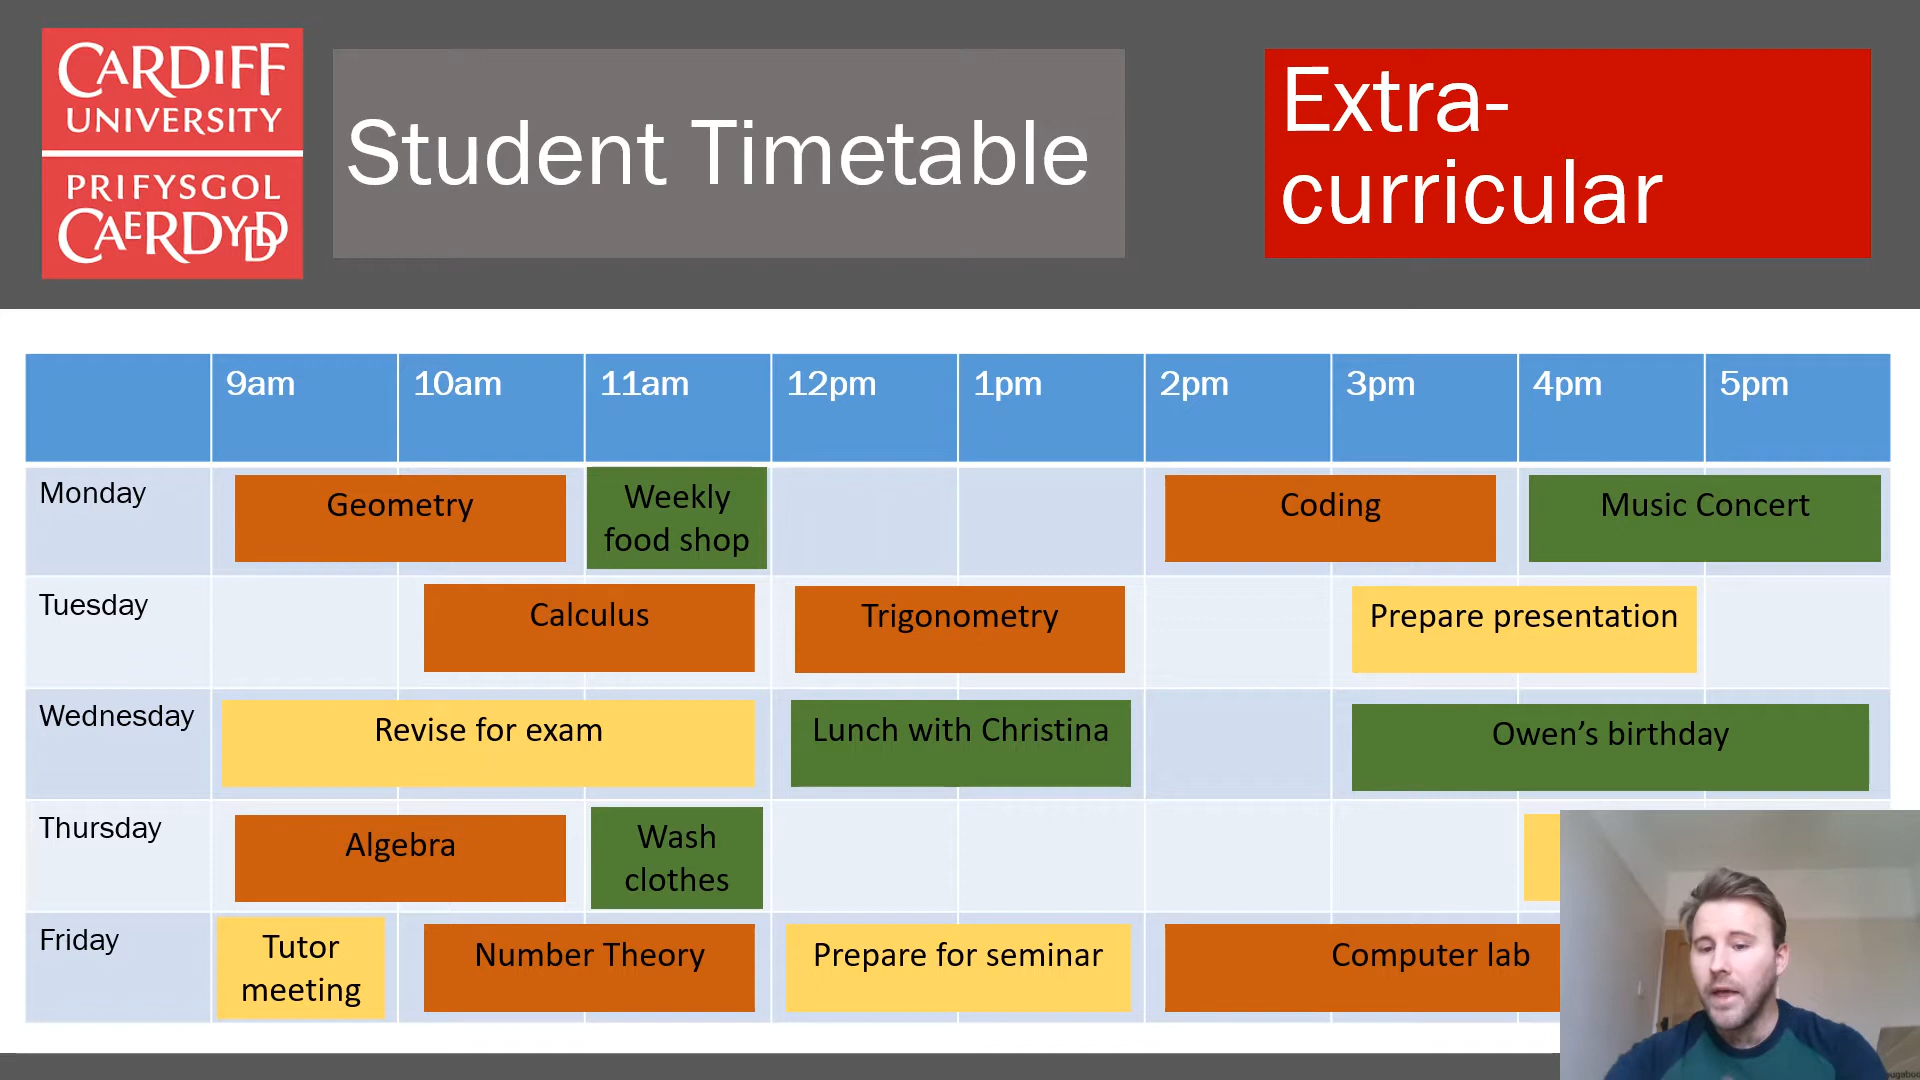 CARDIFF
UNIVERSITY
PRIFYSGOL
CAERDYDD
Student Timetable
Extra-
curricular
9am 10am 11am 12pm 1pm 2pm 3pm 4pm 5pm
Monday Geometry Weekly food shop Coding Music Concert
Tuesday Calculus Trigonometry Prepare presentation
Wednesday Revise for exam Lunch with Christina Owen’s birthday
Thursday Algebra Wash clothes
Friday Tutor meeting Number Theory Prepare for seminar Computer lab